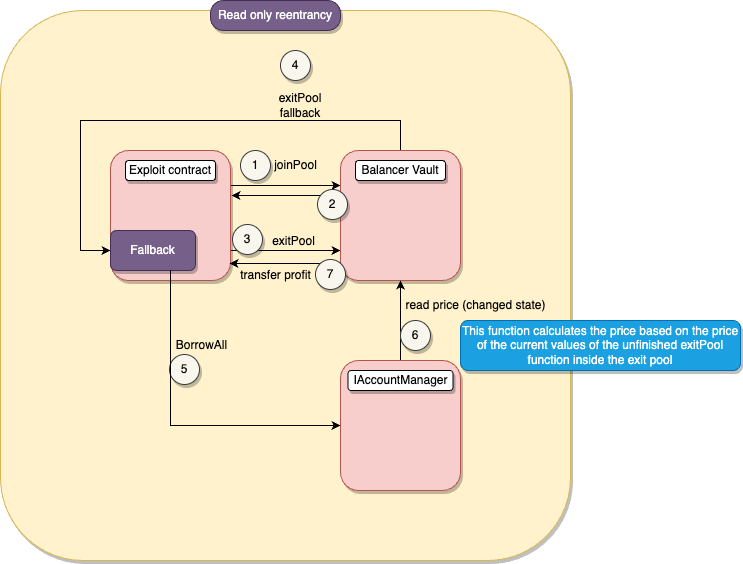 Read only reentrancy
4
exitPool
fallback
Exploit contract
1
joinPool
Balancer Vault
2
3
exitPool
Fallback
transfer profit
7
read price (changed state)
6
This function calculates the price based on the price
of the current values of the unfinished exitPool
function inside the exit pool
BorrowAll
5
IAccountManager